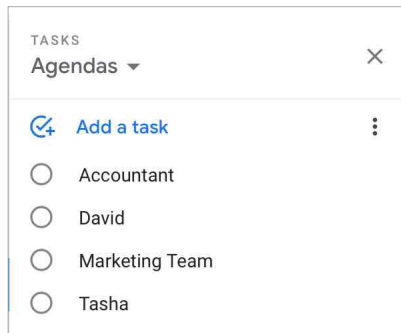 TASKS
Agendas
Add a task
Accountant
David
Marketing Team
Tasha